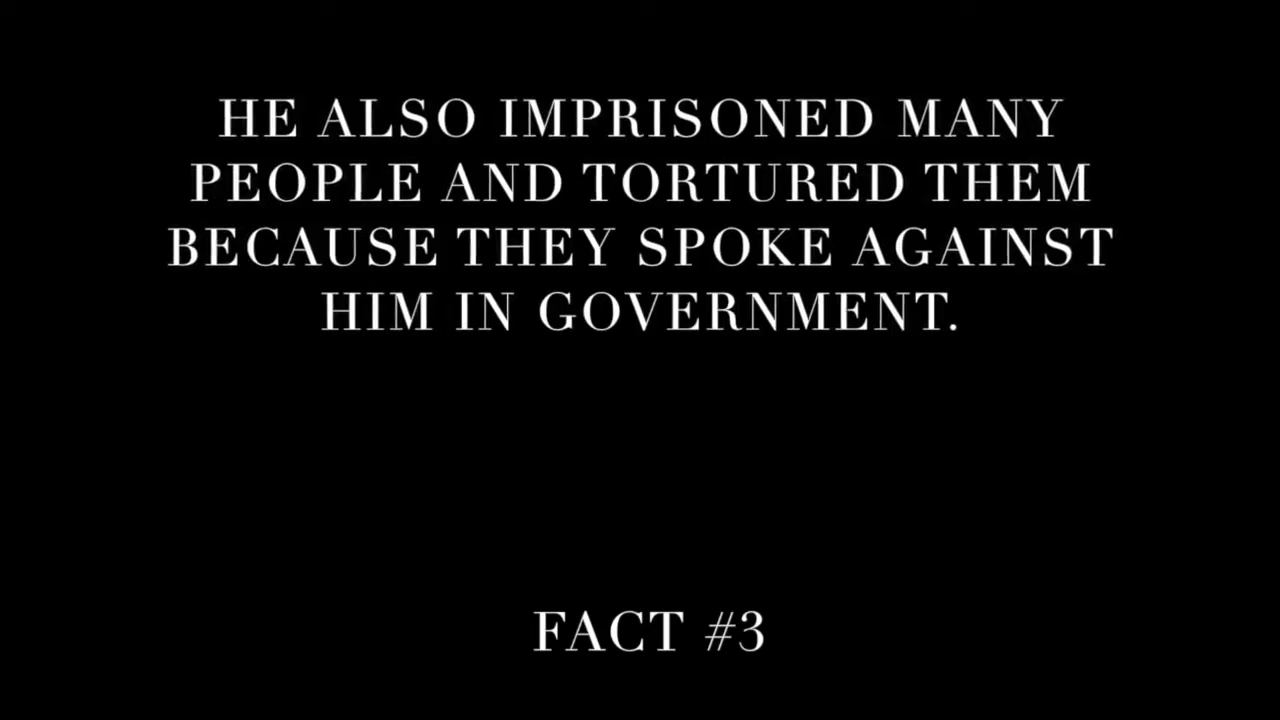 HE ALSO IMPRISONED MANY
PEOPLE AND TORTURED THEM
BECAUSE THEY SPOKE AGAINST
HIM IN GOVERNMENT.
FACT #3